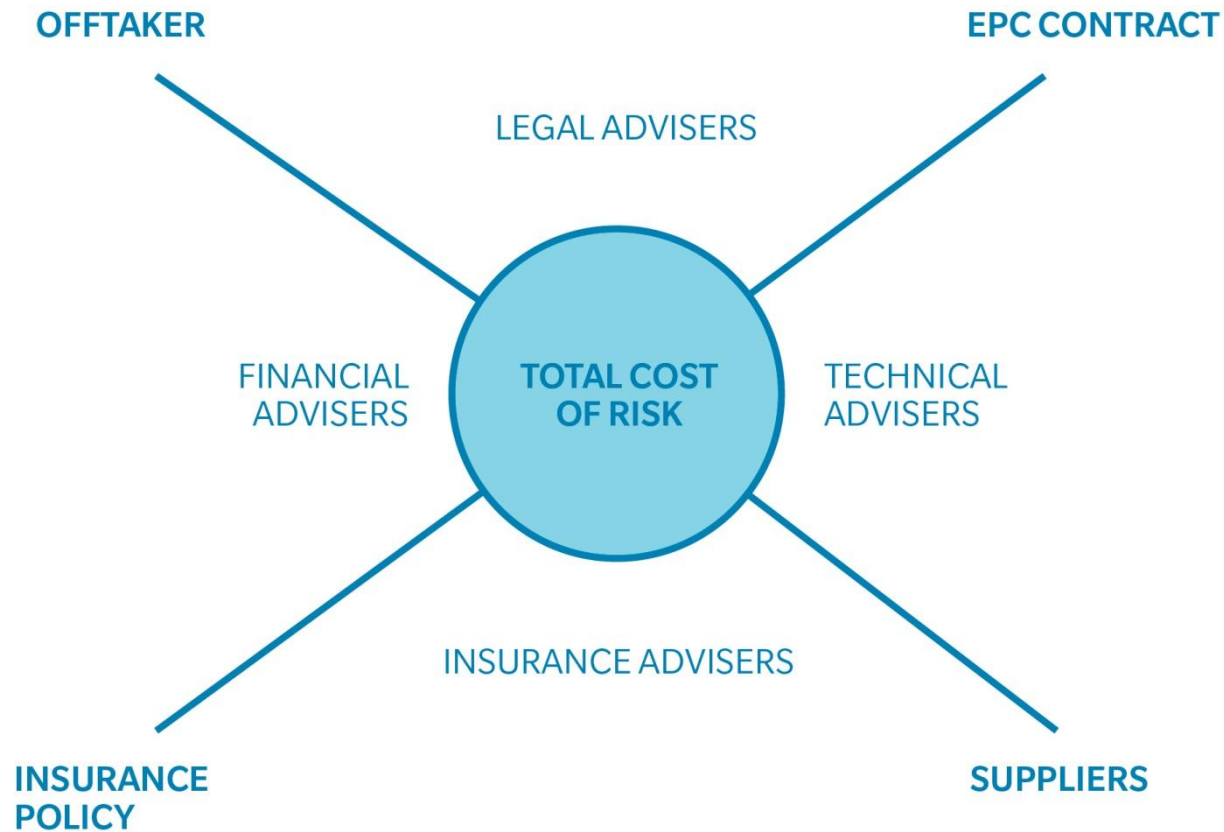 OFFTAKER
EPC CONTRACT
LEGAL ADVISERS
FINANCIAL
ADVISERS
TOTAL COST
OF RISK
TECHNICAL
ADVISERS
INSURANCE ADVISERS
INSURANCE
POLICY
SUPPLIERS